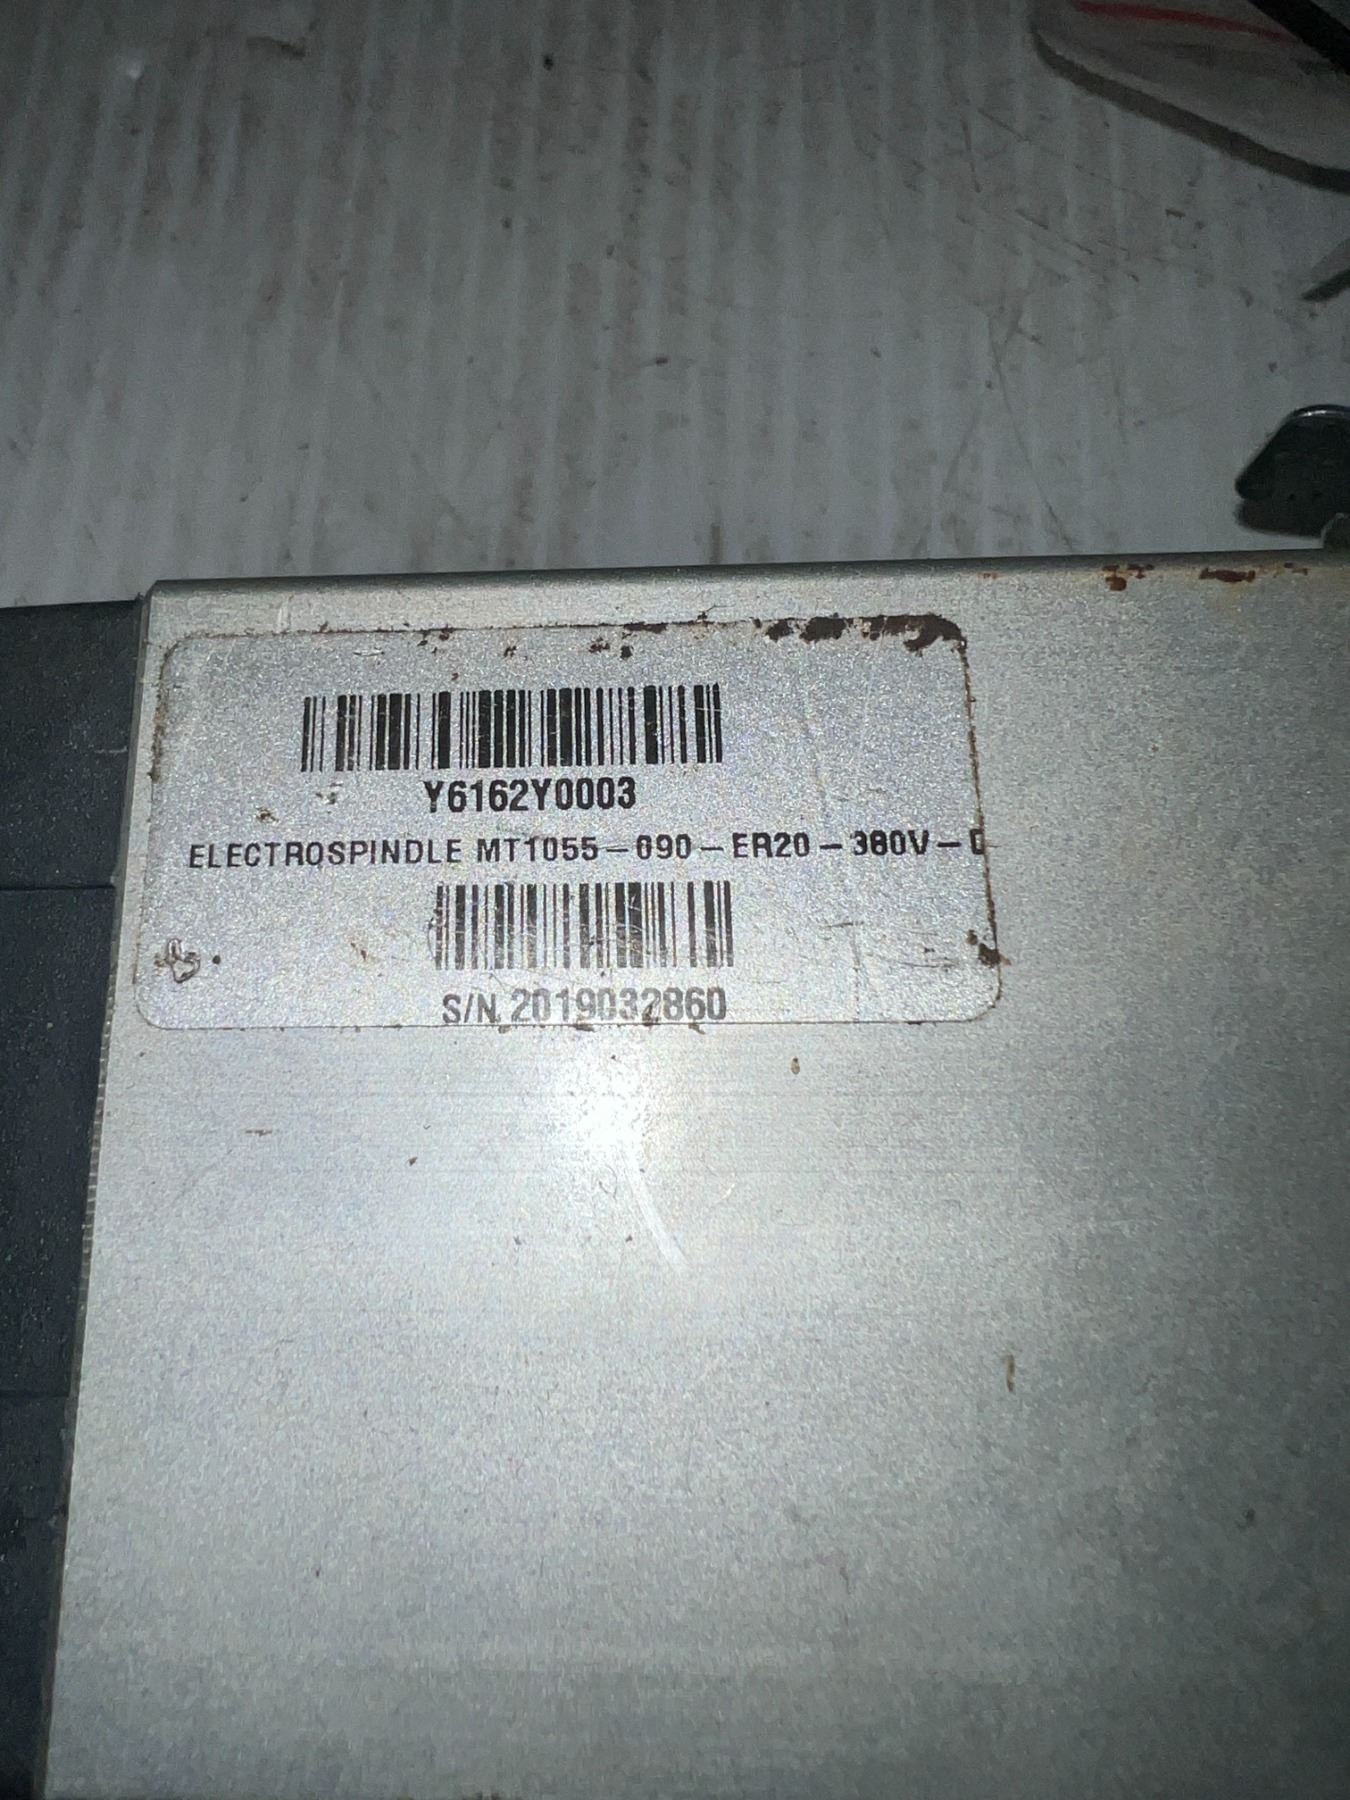 Y6162Y0003
ELECTROSPINDLE MT1055-090-ER20-380V-
S/N 2019032860